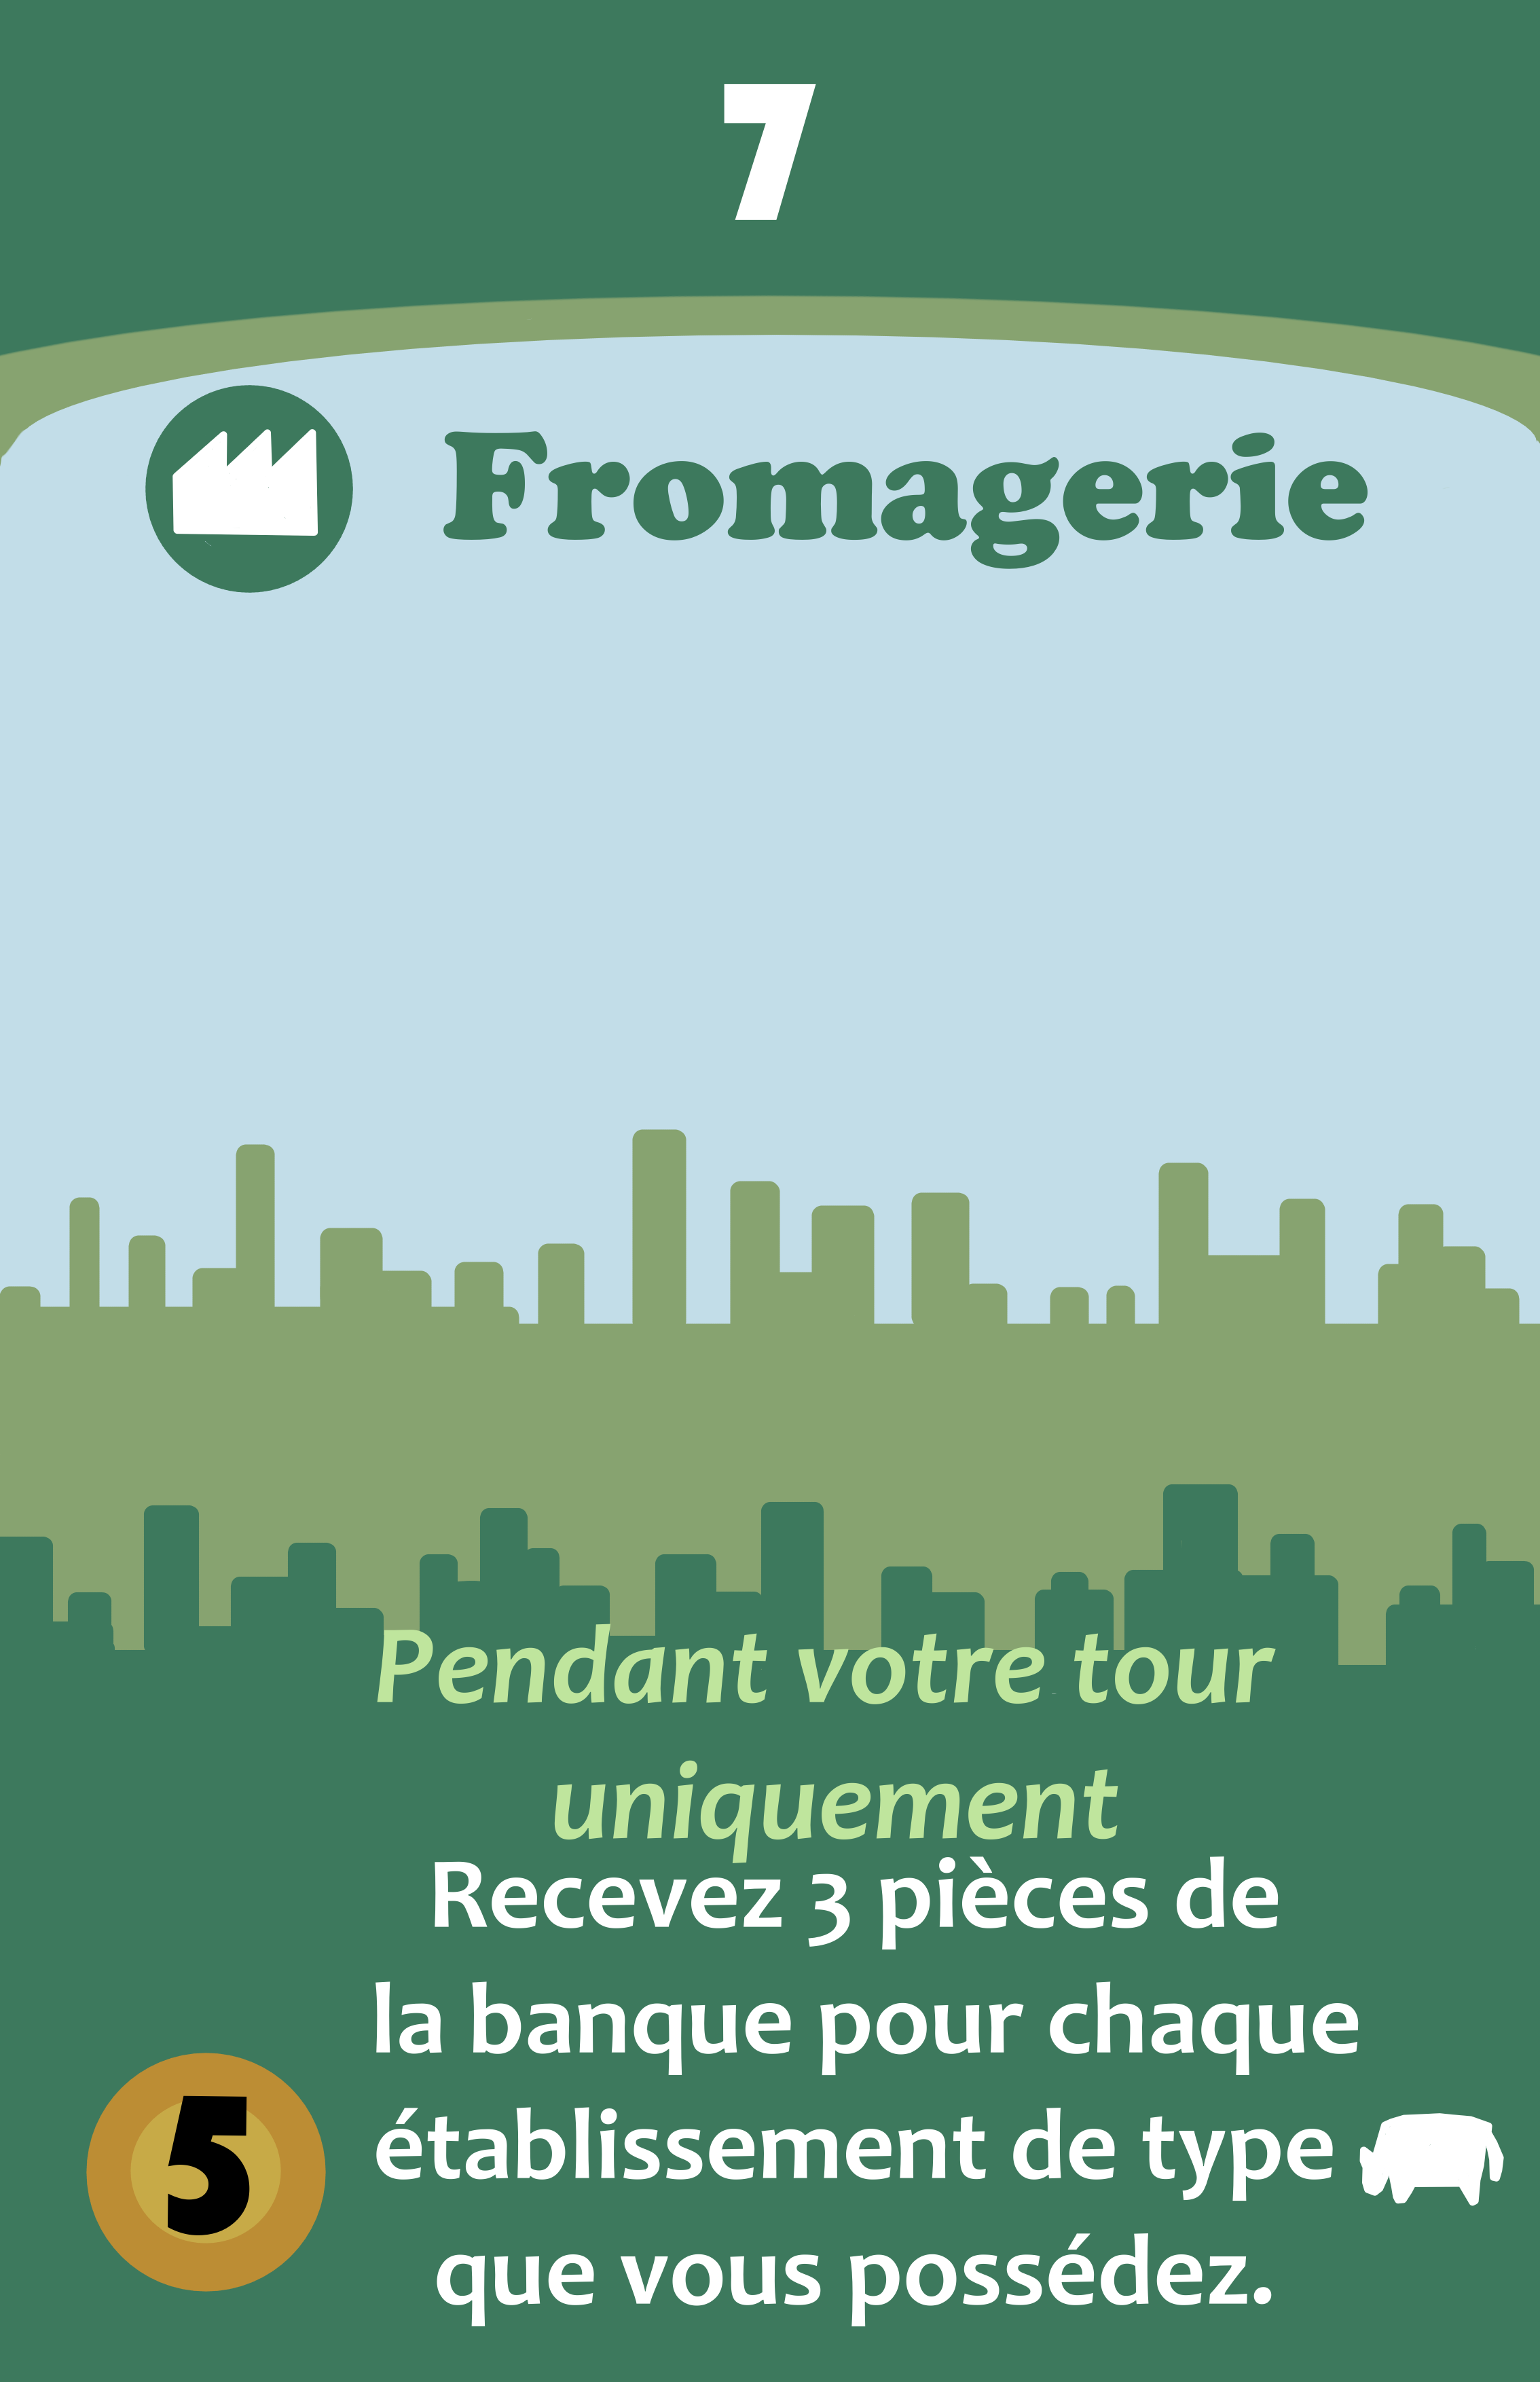 7
Fromagerie
Pendant votre tour
uniquement
Recevez 3 pièces de
la banque pour chaque
établissement de type
que vous possédez.
5